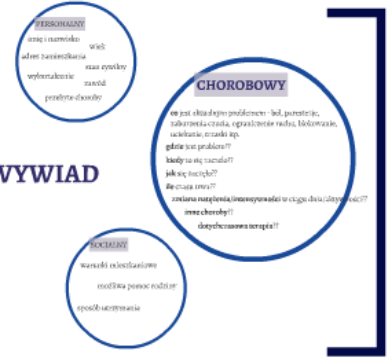 PERSONALNY
imię i nazwisko
wiek
adres zamieszkania
stan cywilny
wykształcenie
zawód
przebyte choroby
CHOROBOWY
co jest aktualnym problemem - ból, parestezje,
zaburzenia czucia, ograniczenie ruchu, blokowanie,
uciekanie, trzaski itp.
gdzie jest problem??
kiedy to się zaczęło??
jak się zaczęło??
ile czasu trwa??
zmiana natężenia/intensywności w ciągu dnia/aktywności??
inne choroby??
dotychczasowa terapia??
WYWIAD
SOCJALNY
warunki mieszkaniowe
możliwa pomoc rodziny
sposób utrzymania